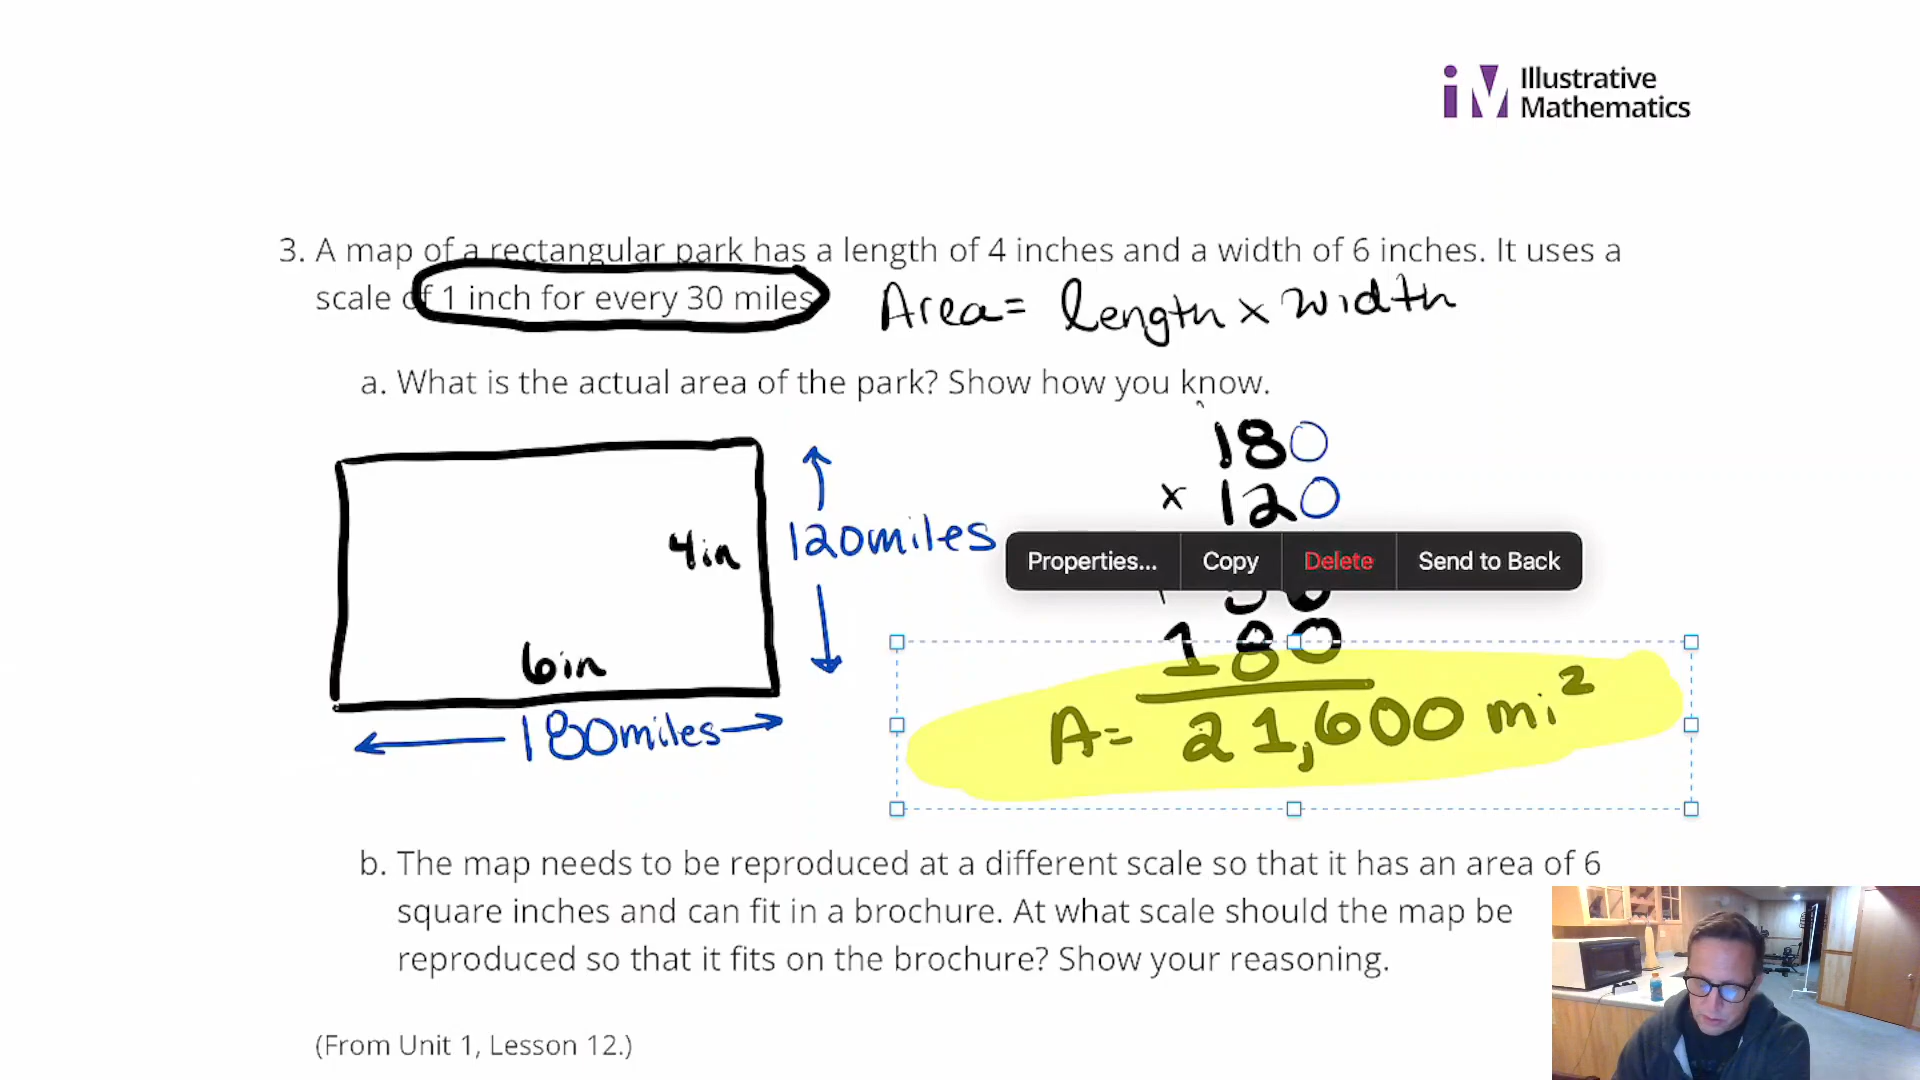 Illustrative
Mathematics
3. A map of a rectangular park has a length of 4 inches and a width of 6 inches. It uses a
scale of 1 inch for every 30 miles
Area= length x width
a. What is the actual area of the park? Show how you know.
180
x 120
4in
120miles
Properties... Copy Delete Send to Back
180
6in
180miles
A= 21,600 mi²
b. The map needs to be reproduced at a different scale so that it has an area of 6
square inches and can fit in a brochure. At what scale should the map be
reproduced so that it fits on the brochure? Show your reasoning.
(From Unit 1, Lesson 12.)